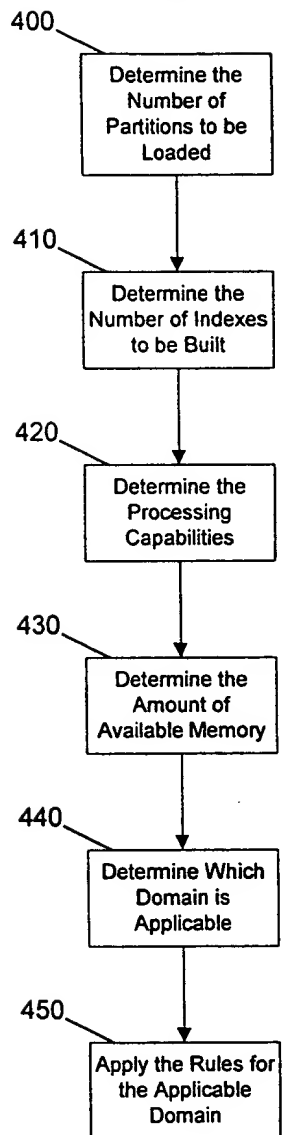 400
Determine the
Number of
Partitions to be
Loaded
410
Determine the
Number of Indexes
to be Built
420
Determine the
Processing
Capabilities
430
Determine the
Amount of
Available Memory
440
Determine Which
Domain is
Applicable
450
Apply the Rules for
the Applicable
Domain